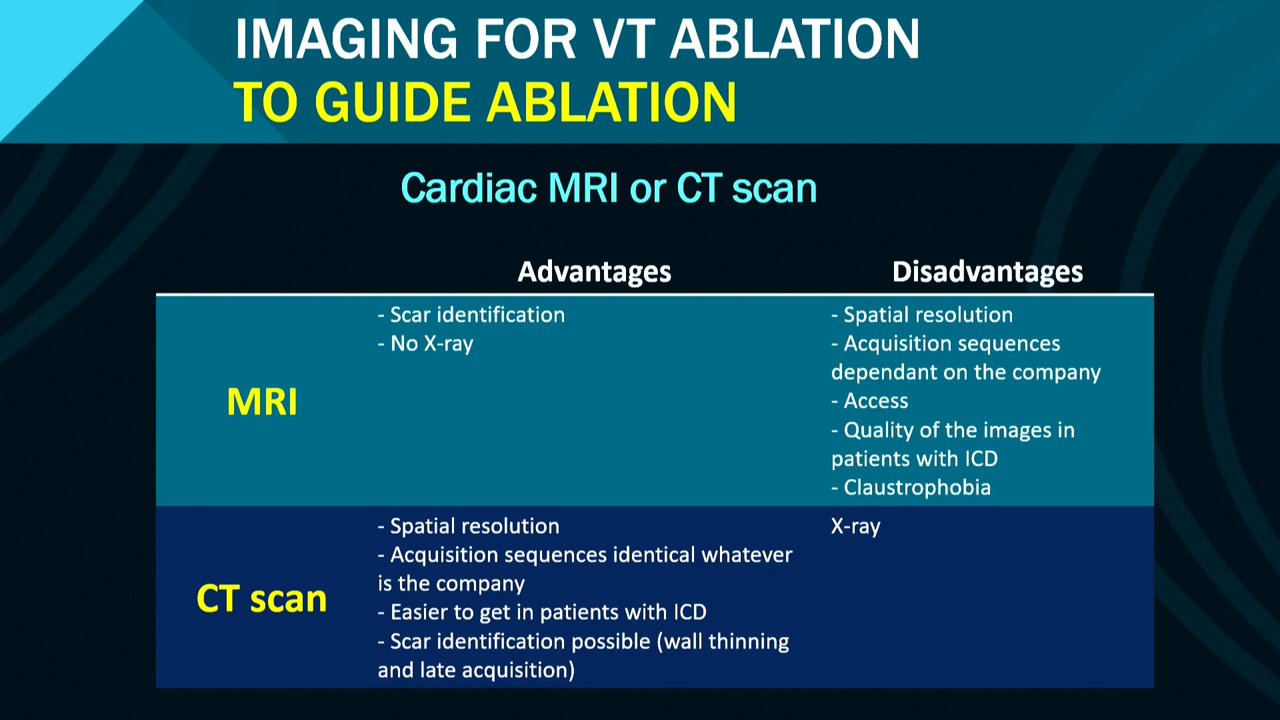 IMAGING FOR VT ABLATION
TO GUIDE ABLATION
Cardiac MRI or CT scan
Advantages
Disadvantages
MRI
- Scar identification
- No X-ray
- Spatial resolution
- Acquisition sequences
dependant on the company
- Access
- Quality of the images in
patients with ICD
- Claustrophobia
CT scan
- Spatial resolution
- Acquisition sequences identical whatever
is the company
- Easier to get in patients with ICD
- Scar identification possible (wall thinning
and late acquisition)
X-ray